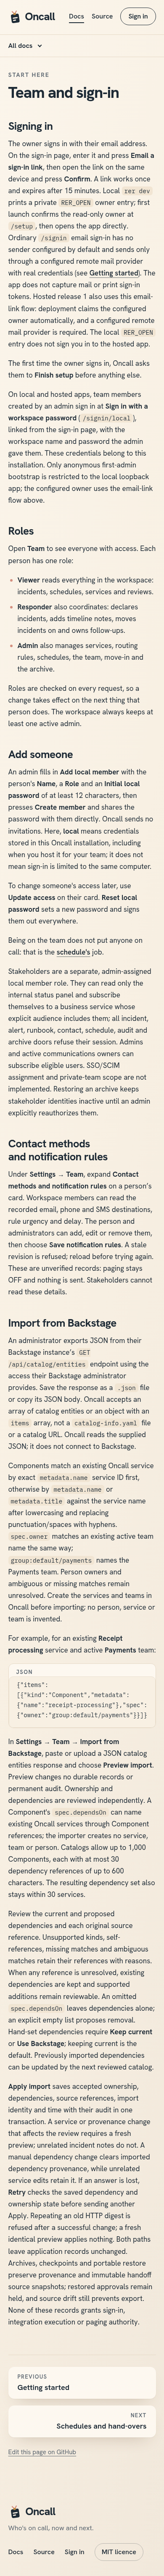 Oncall
Docs Source Sign in
All docs
START HERE
Team and sign-in
Signing in
The owner signs in with their email address.
On the sign-in page, enter it and press Email a
sign-in link, then open the link on the same
device and press Confirm. A link works once
and expires after 15 minutes. Local rer dev
prints a private RER_OPEN owner entry; first
launch confirms the read-only owner at
/setup, then opens the app directly.
Ordinary /signin email sign-in has no
sender configured by default and sends only
through a configured remote mail provider
with real credentials (see Getting started). The
app does not capture mail or print sign-in
tokens. Hosted release 1 also uses this email-
link flow: deployment claims the configured
owner automatically, and a configured remote
mail provider is required. The local RER_OPEN
entry does not sign you in to the hosted app.
The first time the owner signs in, Oncall asks
them to Finish setup before anything else.
On local and hosted apps, team members
created by an admin sign in at Sign in with a
workspace password (/signin/local),
linked from the sign-in page, with the
workspace name and password the admin
gave them. These credentials belong to this
installation. Only anonymous first-admin
bootstrap is restricted to the local loopback
app; the configured owner uses the email-link
flow above.
Roles
Open Team to see everyone with access. Each
person has one role:
Viewer reads everything in the workspace:
incidents, schedules, services and reviews.
Responder also coordinates: declares
incidents, adds timeline notes, moves
incidents on and owns follow-ups.
Admin also manages services, routing
rules, schedules, the team, move-in and
the archive.
Roles are checked on every request, so a
change takes effect on the next thing that
person does. The workspace always keeps at
least one active admin.
Add someone
An admin fills in Add local member with the
person's Name, a Role and an Initial local
password of at least 12 characters, then
presses Create member and shares the
password with them directly. Oncall sends no
invitations. Here, local means credentials
stored in this Oncall installation, including
when you host it for your team; it does not
mean sign-in is limited to the same computer.
To change someone's access later, use
Update access on their card. Reset local
password sets a new password and signs
them out everywhere.
Being on the team does not put anyone on
call: that is the schedule's job.
Stakeholders are a separate, admin-assigned
local member role. They can read only the
internal status panel and subscribe
themselves to a business service whose
explicit audience includes them; all incident,
alert, runbook, contact, schedule, audit and
archive doors refuse their session. Admins
and active communications owners can
subscribe eligible users. SSO/SCIM
assignment and private-team scope are not
implemented. Restoring an archive keeps
stakeholder identities inactive until an admin
explicitly reauthorizes them.
Contact methods
and notification rules
Under Settings → Team, expand Contact
methods and notification rules on a person's
card. Workspace members can read the
recorded email, phone and SMS destinations,
rule urgency and delay. The person and
administrators can add, edit or remove them,
then choose Save notification rules. A stale
revision is refused; reload before trying again.
These are unverified records: paging stays
OFF and nothing is sent. Stakeholders cannot
read these details.
Import from Backstage
An administrator exports JSON from their
Backstage instance's GET
/api/catalog/entities endpoint using the
access their Backstage administrator
provides. Save the response as a .json file
or copy its JSON body. Oncall accepts an
array of catalog entities or an object with an
items array, not a catalog-info.yaml file
or a catalog URL. Oncall reads the supplied
JSON; it does not connect to Backstage.
Components match an existing Oncall service
by exact metadata.name service ID first,
otherwise by metadata.name or
metadata.title against the service name
after lowercasing and replacing
punctuation/spaces with hyphens.
spec.owner matches an existing active team
name the same way;
group:default/payments names the
Payments team. Person owners and
ambiguous or missing matches remain
unresolved. Create the services and teams in
Oncall before importing; no person, service or
team is invented.
For example, for an existing Receipt
processing service and active Payments team:
JSON
{"items":
[{"kind":"Component","metadata":
{"name":"receipt-processing"},"spec":
{"owner":"group:default/payments"}}]}
In Settings → Team → Import from
Backstage, paste or upload a JSON catalog
entities response and choose Preview import.
Preview changes no durable records or
permanent audit. Ownership and
dependencies are reviewed independently. A
Component's spec.dependsOn can name
existing Oncall services through Component
references; the importer creates no service,
team or person. Catalogs allow up to 1,000
Components, each with at most 30
dependency references of up to 600
characters. The resulting dependency set also
stays within 30 services.
Review the current and proposed
dependencies and each original source
reference. Unsupported kinds, self-
references, missing matches and ambiguous
matches retain their references with reasons.
When any reference is unresolved, existing
dependencies are kept and supported
additions remain reviewable. An omitted
spec.dependsOn leaves dependencies alone;
an explicit empty list proposes removal.
Hand-set dependencies require Keep current
or Use Backstage; keeping current is the
default. Previously imported dependencies
can be updated by the next reviewed catalog.
Apply import saves accepted ownership,
dependencies, source references, import
identity and time with their audit in one
transaction. A service or provenance change
that affects the review requires a fresh
preview; unrelated incident notes do not. A
manual dependency change clears imported
dependency provenance, while unrelated
service edits retain it. If an answer is lost,
Retry checks the saved dependency and
ownership state before sending another
Apply. Repeating an old HTTP digest is
refused after a successful change; a fresh
identical preview applies nothing. Both paths
leave application records unchanged.
Archives, checkpoints and portable restore
preserve provenance and immutable handoff
source snapshots; restored approvals remain
held, and source drift still prevents export.
None of these records grants sign-in,
integration execution or paging authority.
PREVIOUS
Getting started
NEXT
Schedules and hand-overs
Edit this page on GitHub
Oncall
Who's on call, now and next.
Docs Source Sign in MIT licence